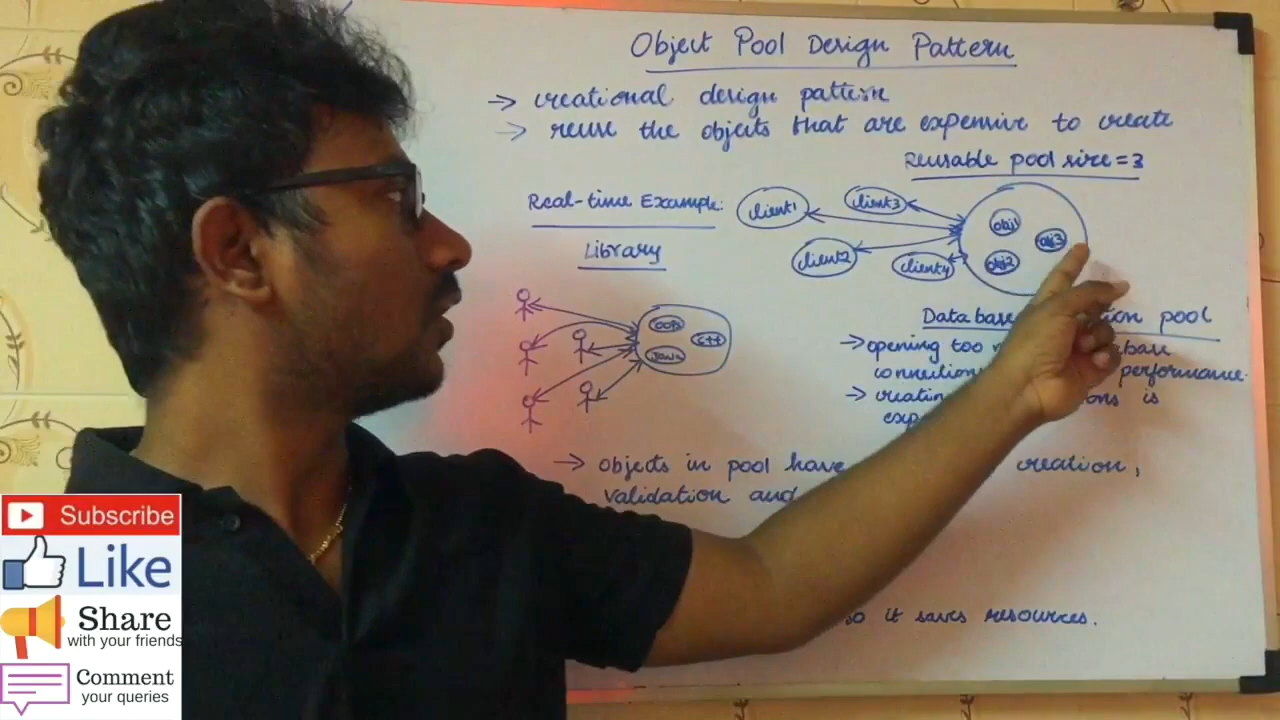 Object Pool Design Pattern
→ creational design pattern
→ reuse the objects that are expensive to create
Reusable pool size=3
Real-time Example:
Library
client1
client3
client2
client4
obj1
obj3
obj2
oops
C++
Java
Database
pool
→ opening too
connections
performance.
→ creating
is
→ objects in pool have
creation,
validation and
so it saves resources.
Subscribe
Like
Share
with your friends
Comment
your queries